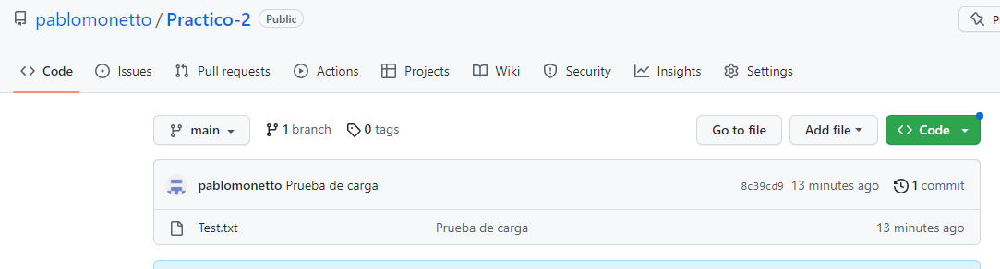 pablomonetto / Practico-2 Public
Code Issues Pull requests Actions Projects Wiki Security Insights Settings
main 1 branch 0 tags Go to file Add file Code
pablomonetto Prueba de carga 8c39cd9 13 minutes ago 1 commit
Test.txt Prueba de carga 13 minutes ago